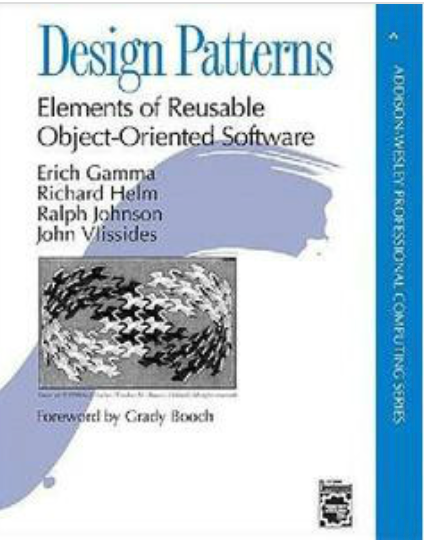 Design Patterns
Elements of Reusable
Object-Oriented Software
Erich Gamma
Richard Helm
Ralph Johnson
John Vlissides
Foreword by Grady Booch
ADDISON-WESLEY PROFESSIONAL COMPUTING SERIES